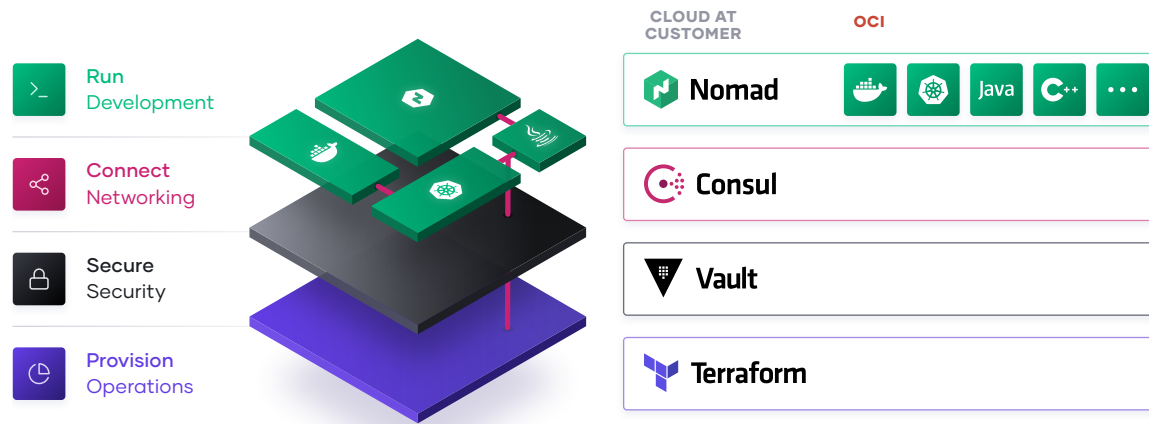 Run
Development
Connect
Networking
Secure
Security
Provision
Operations
CLOUD AT
CUSTOMER
OCI
Nomad
Java
C++
...
Consul
Vault
Terraform